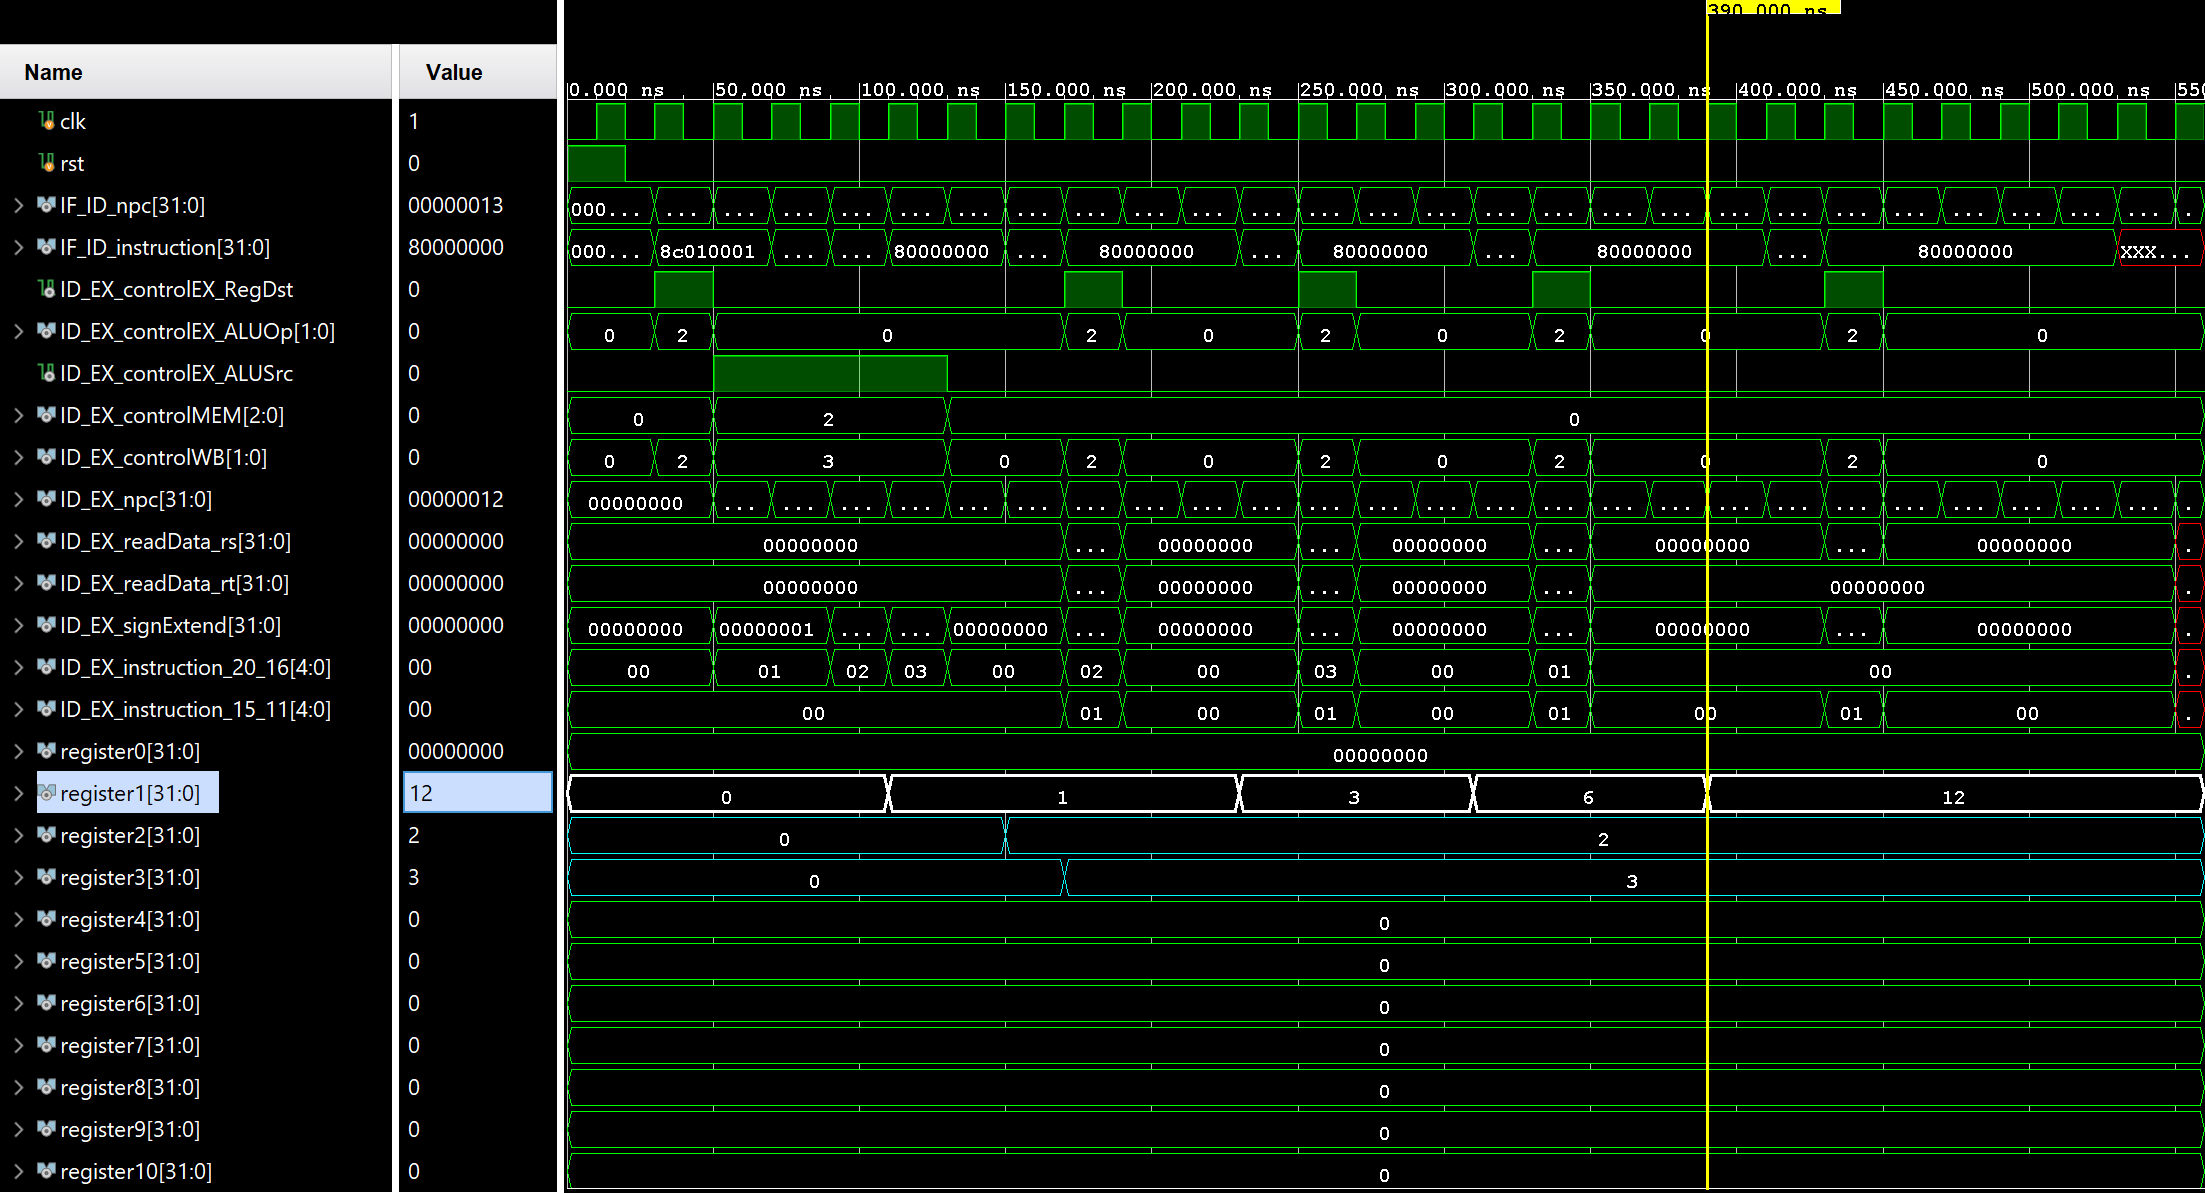 390.000 ns
Name Value
0.000 ns 50.000 ns 100.000 ns 150.000 ns 200.000 ns 250.000 ns 300.000 ns 350.000 ns 400.000 ns 450.000 ns 500.000 ns 550
clk 1
rst 0
IF_ID_npc[31:0] 00000013 000... ... ... ... ... ... ... ... ... ... ... ... ... ... ... ... ... ... ... ... ... ... ... ... ... ... .
IF_ID_instruction[31:0] 80000000 000... 8c010001 ... ... 80000000 ... 80000000 ... 80000000 ... 80000000 ... 80000000 XXX...
ID_EX_controlEX_RegDst 0
ID_EX_controlEX_ALUOp[1:0] 0 0 2 0 2 0 2 0 2 0 2 0
ID_EX_controlEX_ALUSrc 0
ID_EX_controlMEM[2:0] 0 0 2 0
ID_EX_controlWB[1:0] 0 0 2 3 0 2 0 2 0 2 0 2 0
ID_EX_npc[31:0] 00000012 00000000 ... ... ... ... ... ... ... ... ... ... ... ... ... ... ... ... ... ... ... ... ... ... ... ... ... .
ID_EX_readData_rs[31:0] 00000000 00000000 ... 00000000 ... 00000000 ... 00000000 ... 00000000 .
ID_EX_readData_rt[31:0] 00000000 00000000 ... 00000000 ... 00000000 ... 00000000 .
ID_EX_signExtend[31:0] 00000000 00000000 00000001 ... ... 00000000 ... 00000000 ... 00000000 ... 00000000 ... 00000000 .
ID_EX_instruction_20_16[4:0] 00 00 01 02 03 00 02 00 03 00 01 00 .
ID_EX_instruction_15_11[4:0] 00 00 01 00 01 00 01 00 01 00 .
register0[31:0] 00000000 00000000
register1[31:0] 12 0 1 3 6 12
register2[31:0] 2 0 2
register3[31:0] 3 0 3
register4[31:0] 0 0
register5[31:0] 0 0
register6[31:0] 0 0
register7[31:0] 0 0
register8[31:0] 0 0
register9[31:0] 0 0
register10[31:0] 0 0